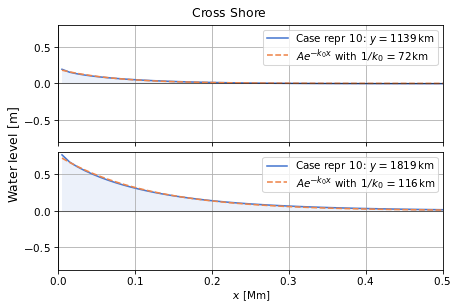 Cross Shore
Water level [m]
0.5
0.0
−0.5
Case repr 10: y = 1139 km
Ae^{−k₀x} with 1/k₀ = 72 km
0.5
0.0
−0.5
Case repr 10: y = 1819 km
Ae^{−k₀x} with 1/k₀ = 116 km
0.0 0.1 0.2 0.3 0.4 0.5
x [Mm]